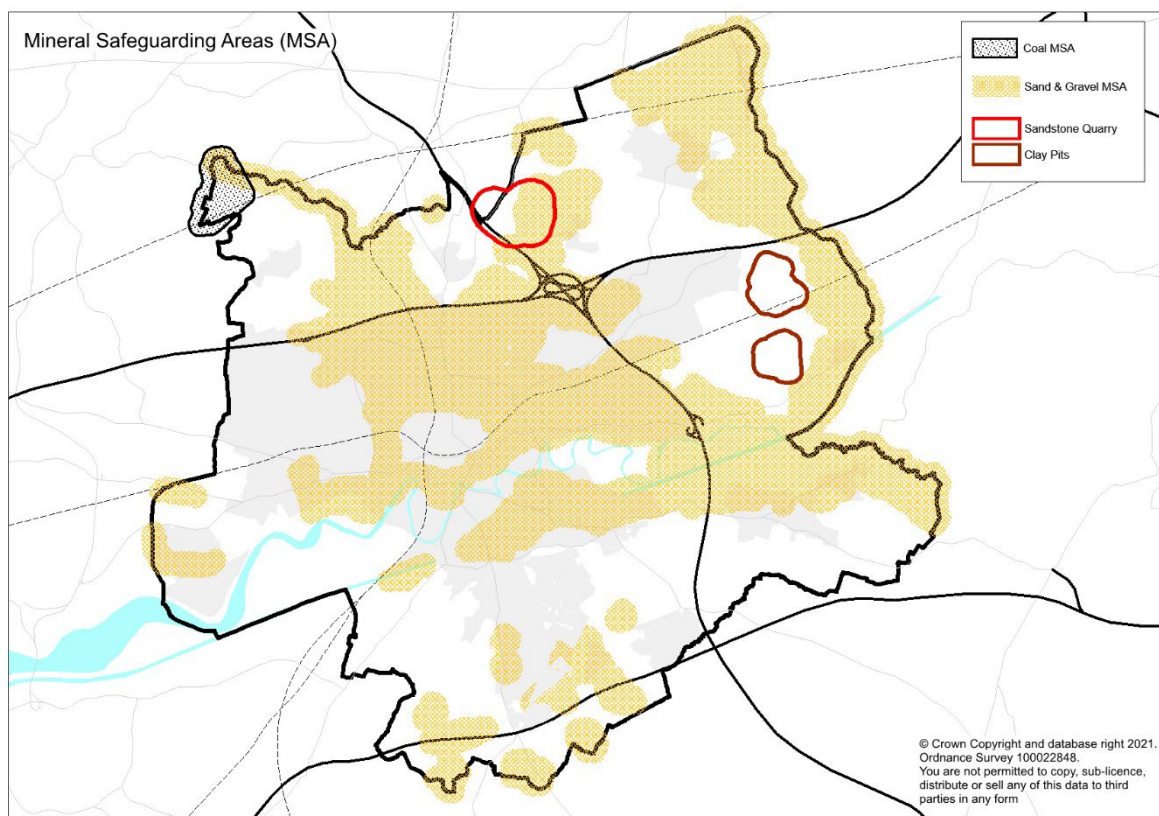 Mineral Safeguarding Areas (MSA)
Coal MSA
Sand & Gravel MSA
Sandstone Quarry
Clay Pits
© Crown Copyright and database right 2021.
Ordnance Survey 100022848.
You are not permitted to copy, sub-licence,
distribute or sell any of this data to third
parties in any form